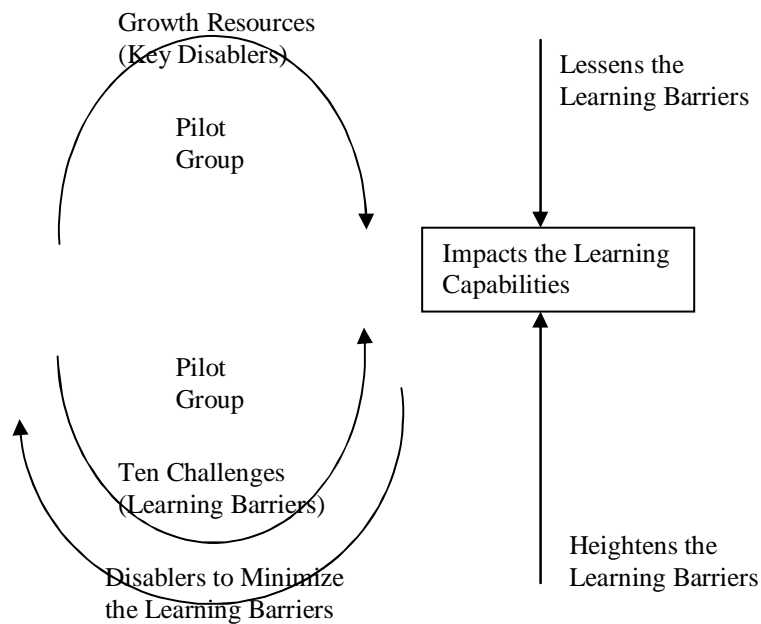 Growth Resources
(Key Disablers)
Pilot
Group
Lessens the
Learning Barriers
Impacts the Learning
Capabilities
Pilot
Group
Ten Challenges
(Learning Barriers)
Disablers to Minimize
the Learning Barriers
Heightens the
Learning Barriers